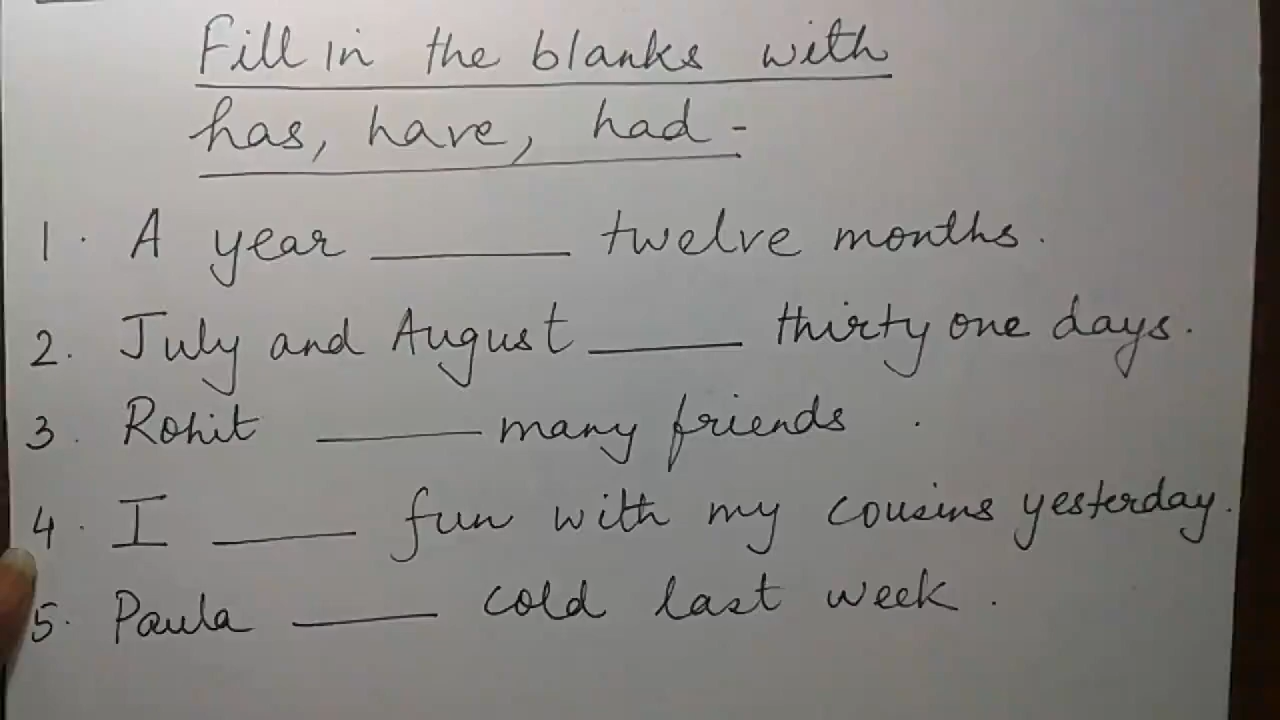 Fill in the blanks with
has, have, had -
1. A year ______ twelve months.
2. July and August _____ thirty one days.
3. Rohit _____ many friends .
4. I _____ fun with my cousins yesterday.
5. Paula _____ cold last week .